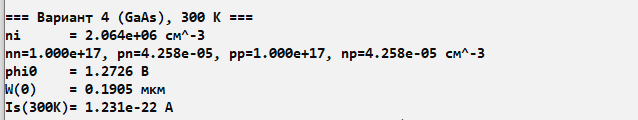 === Вариант 4 (GaAs), 300 K ===
ni     = 2.064e+06 см^-3
nn=1.000e+17, pn=4.258e-05, pp=1.000e+17, np=4.258e-05 см^-3
phi0   = 1.2726 В
W(0)   = 0.1905 мкм
Is(300K)= 1.231e-22 А